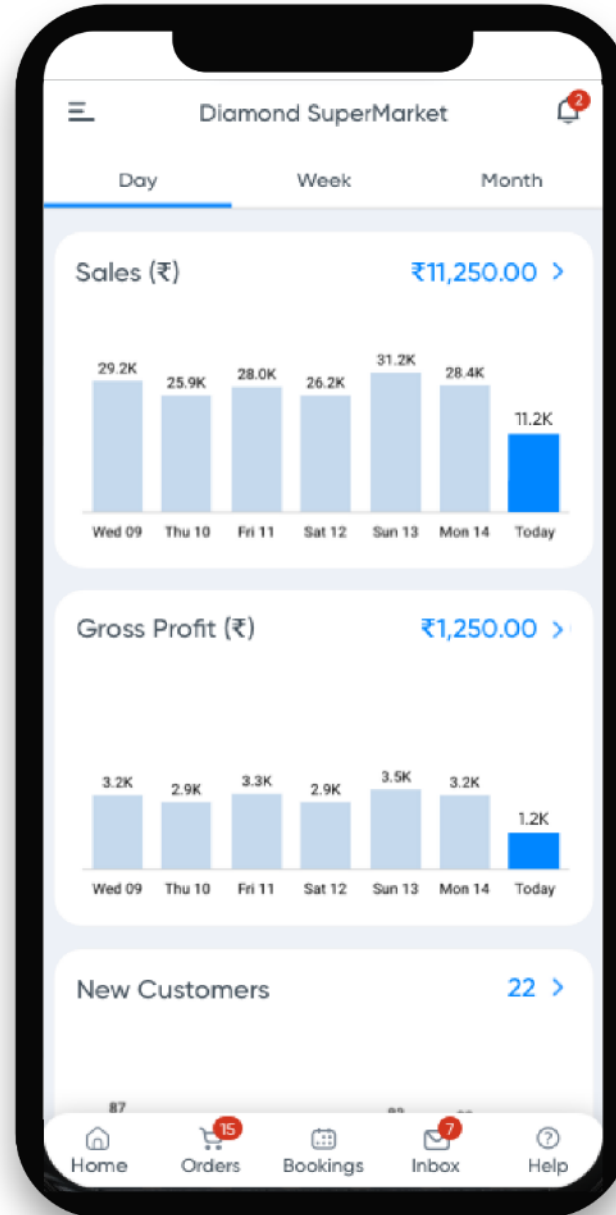 Diamond SuperMarket
2
Day Week Month
Sales (₹) ₹11,250.00 >
29.2K 25.9K 28.0K 26.2K 31.2K 28.4K 11.2K
Wed 09 Thu 10 Fri 11 Sat 12 Sun 13 Mon 14 Today
Gross Profit (₹) ₹1,250.00 >
3.2K 2.9K 3.3K 2.9K 3.5K 3.2K 1.2K
Wed 09 Thu 10 Fri 11 Sat 12 Sun 13 Mon 14 Today
New Customers 22 >
87
15 7
Home Orders Bookings Inbox Help